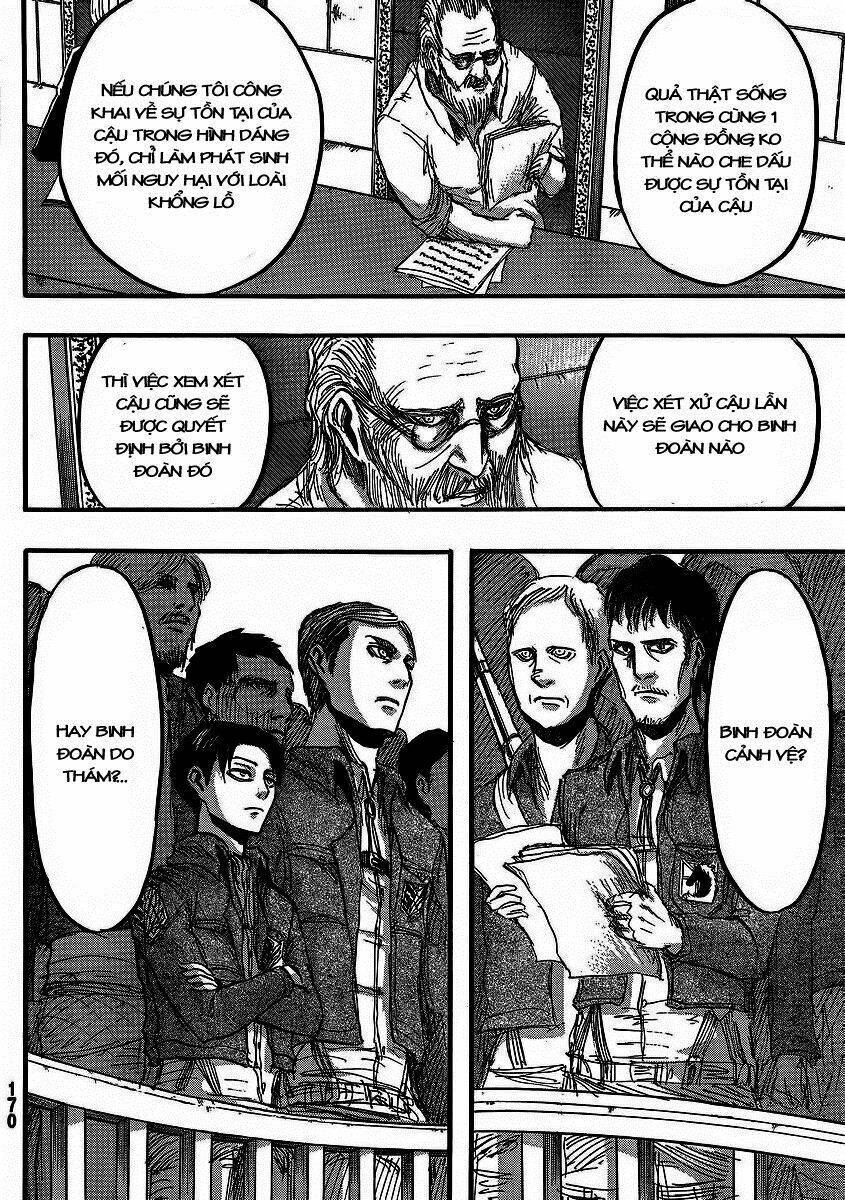 QUẢ THẬT SỐNG
TRONG CÙNG 1
CỘNG ĐỒNG, KO
THỂ NÀO CHE DẤU
ĐƯỢC SỰ TỒN TẠI
CỦA CẬU
NẾU CHÚNG TÔI CÔNG
KHAI VỀ SỰ TỒN TẠI CỦA
CẬU TRONG HÌNH DÁNG
ĐÓ, CHỈ LÀM PHÁT SINH
MỐI NGUY HẠI VỚI LOÀI
KHỔNG LỒ
VIỆC XÉT XỬ CẬU LẦN
NÀY SẼ GIAO CHO BINH
ĐOÀN NÀO
THÌ VIỆC XEM XÉT
CẬU CŨNG SẼ
ĐƯỢC QUYẾT
ĐỊNH BỞI BINH
ĐOÀN ĐÓ
BINH ĐOÀN
CẢNH VỆ?
HAY BINH
ĐOÀN DO
THÁM?..
170